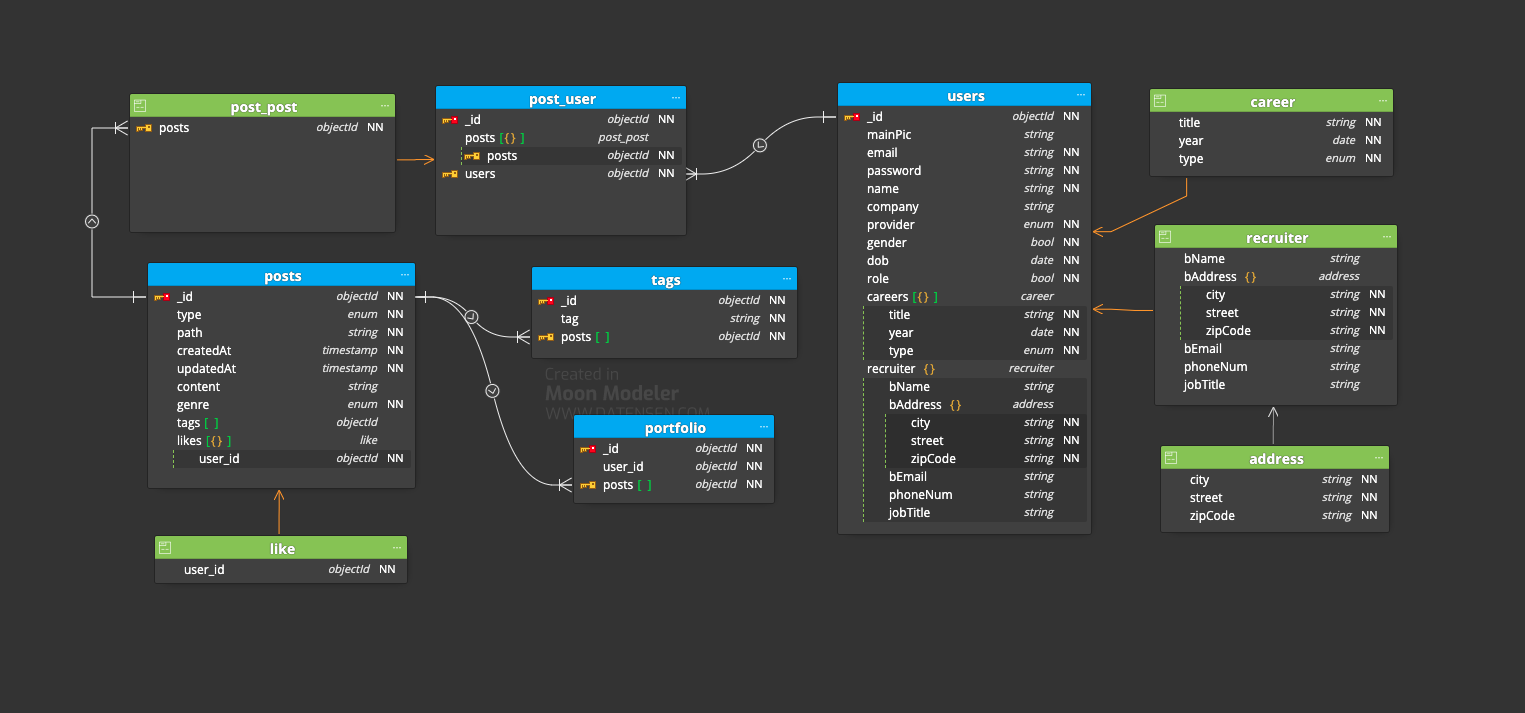 post_post ...
posts objectId NN
post_user ...
_id objectId NN
posts [{} ] post_post
posts objectId NN
users objectId NN
users ...
_id objectId NN
mainPic string
email string NN
password string NN
name string NN
company string
provider enum NN
gender bool NN
dob date NN
role bool NN
careers [{} ] career
title string NN
year date NN
type enum NN
recruiter {} recruiter
bName string
bAddress {} address
city string NN
street string NN
zipCode string NN
bEmail string
phoneNum string
jobTitle string
career ...
title string NN
year date NN
type enum NN
recruiter ...
bName string
bAddress {} address
city string NN
street string NN
zipCode string NN
bEmail string
phoneNum string
jobTitle string
posts ...
_id objectId NN
type enum NN
path string NN
createdAt timestamp NN
updatedAt timestamp NN
content string
genre enum NN
tags [ ] objectId
likes [{} ] like
user_id objectId NN
tags ...
_id objectId NN
tag string NN
posts [ ] objectId NN
Created in
Moon Modeler
WWW.DATENSEN.COM
portfolio ...
_id objectId NN
user_id objectId NN
posts [ ] objectId NN
address ...
city string NN
street string NN
zipCode string NN
like ...
user_id objectId NN